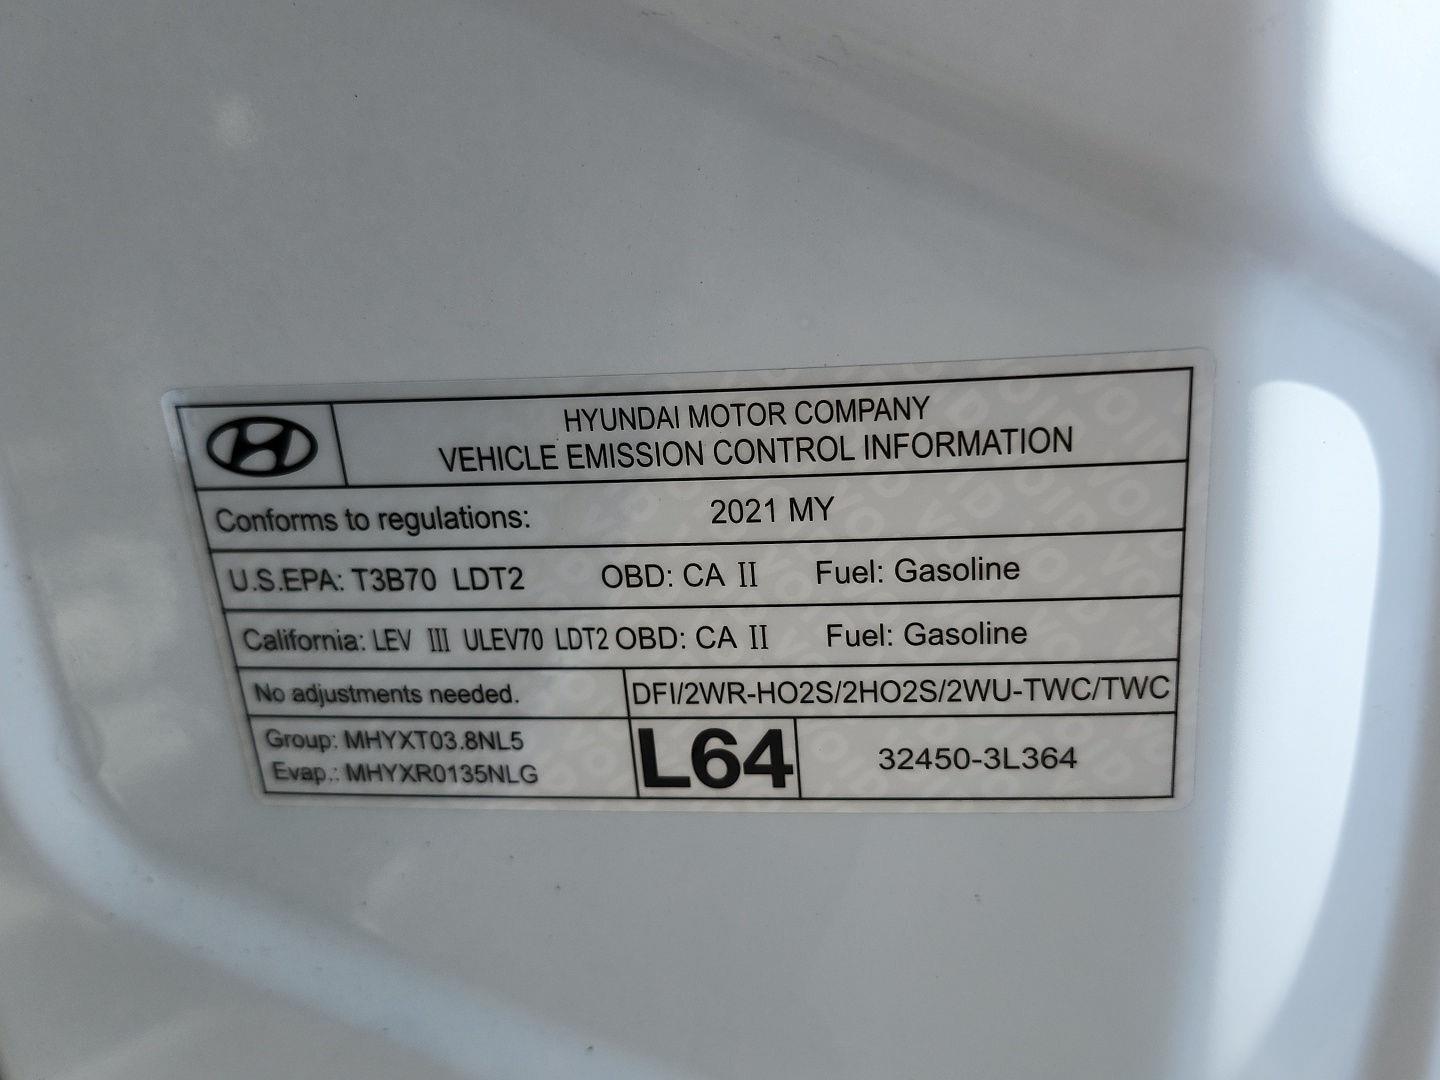 HYUNDAI MOTOR COMPANY
VEHICLE EMISSION CONTROL INFORMATION
Conforms to regulations: 2021 MY
U.S.EPA: T3B70 LDT2 OBD: CA II Fuel: Gasoline
California: LEV III ULEV70 LDT2 OBD: CA II Fuel: Gasoline
No adjustments needed. DFI/2WR-HO2S/2HO2S/2WU-TWC/TWC
Group: MHYXT03.8NL5
Evap.: MHYXR0135NLG
L64 32450-3L364